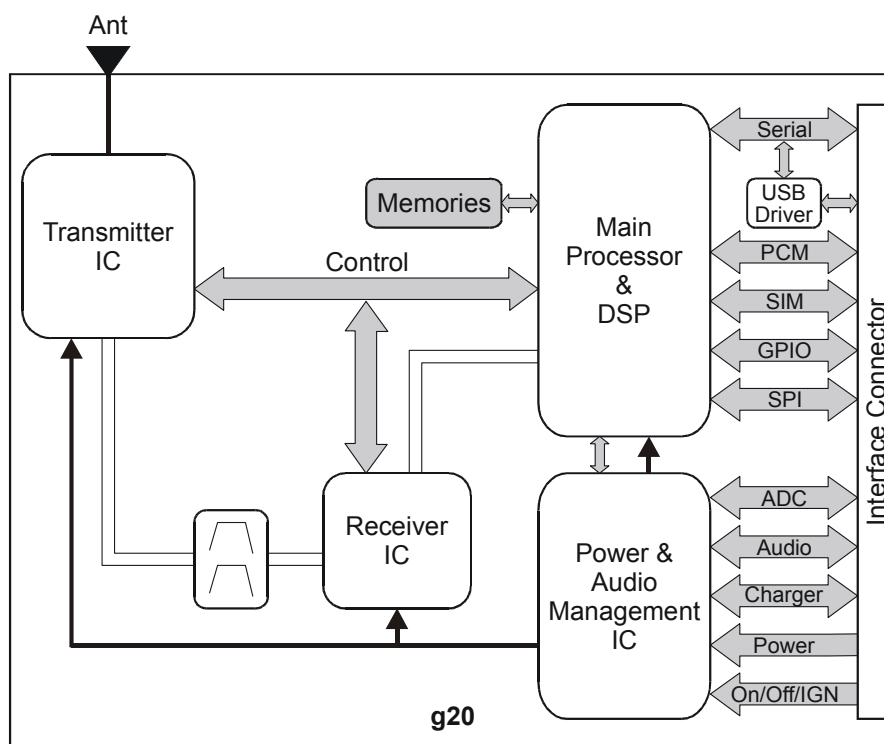 Ant
Transmitter
IC
Memories
Control
Main
Processor
&
DSP
Serial
USB
Driver
PCM
SIM
GPIO
SPI
Receiver
IC
Power &
Audio
Management
IC
ADC
Audio
Charger
Power
On/Off/IGN
Interface Connector
g20